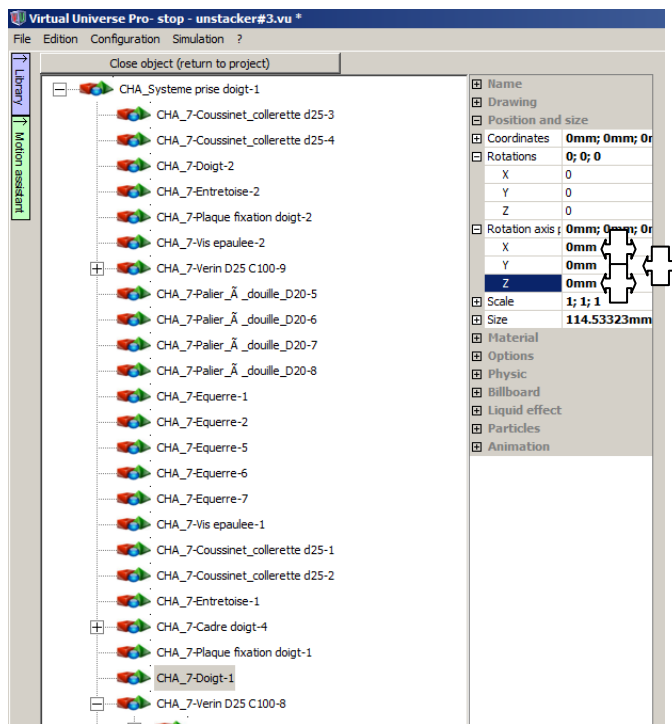 Virtual Universe Pro- stop - unstacker#3.vu *
File Edition Configuration Simulation ?
Library
Motion assistant
Close object (return to project)
CHA_Systeme prise doigt-1
CHA_7-Coussinet_collerette d25-3
CHA_7-Coussinet_collerette d25-4
CHA_7-Doigt-2
CHA_7-Entretoise-2
CHA_7-Plaque fixation doigt-2
CHA_7-Vis epaulee-2
CHA_7-Verin D25 C100-9
CHA_7-Palier_Ã _douille_D20-5
CHA_7-Palier_Ã _douille_D20-6
CHA_7-Palier_Ã _douille_D20-7
CHA_7-Palier_Ã _douille_D20-8
CHA_7-Equerre-1
CHA_7-Equerre-2
CHA_7-Equerre-5
CHA_7-Equerre-6
CHA_7-Equerre-7
CHA_7-Vis epaulee-1
CHA_7-Coussinet_collerette d25-1
CHA_7-Coussinet_collerette d25-2
CHA_7-Entretoise-1
CHA_7-Cadre doigt-4
CHA_7-Plaque fixation doigt-1
CHA_7-Doigt-1
CHA_7-Verin D25 C100-8
Name
Drawing
Position and size
Coordinates 0mm; 0mm; 0m
Rotations 0; 0; 0
X 0
Y 0
Z 0
Rotation axis p 0mm; 0mm; 0m
X 0mm
Y 0mm
Z 0mm
Scale 1; 1; 1
Size 114.53323mm
Material
Options
Physic
Billboard
Liquid effect
Particles
Animation